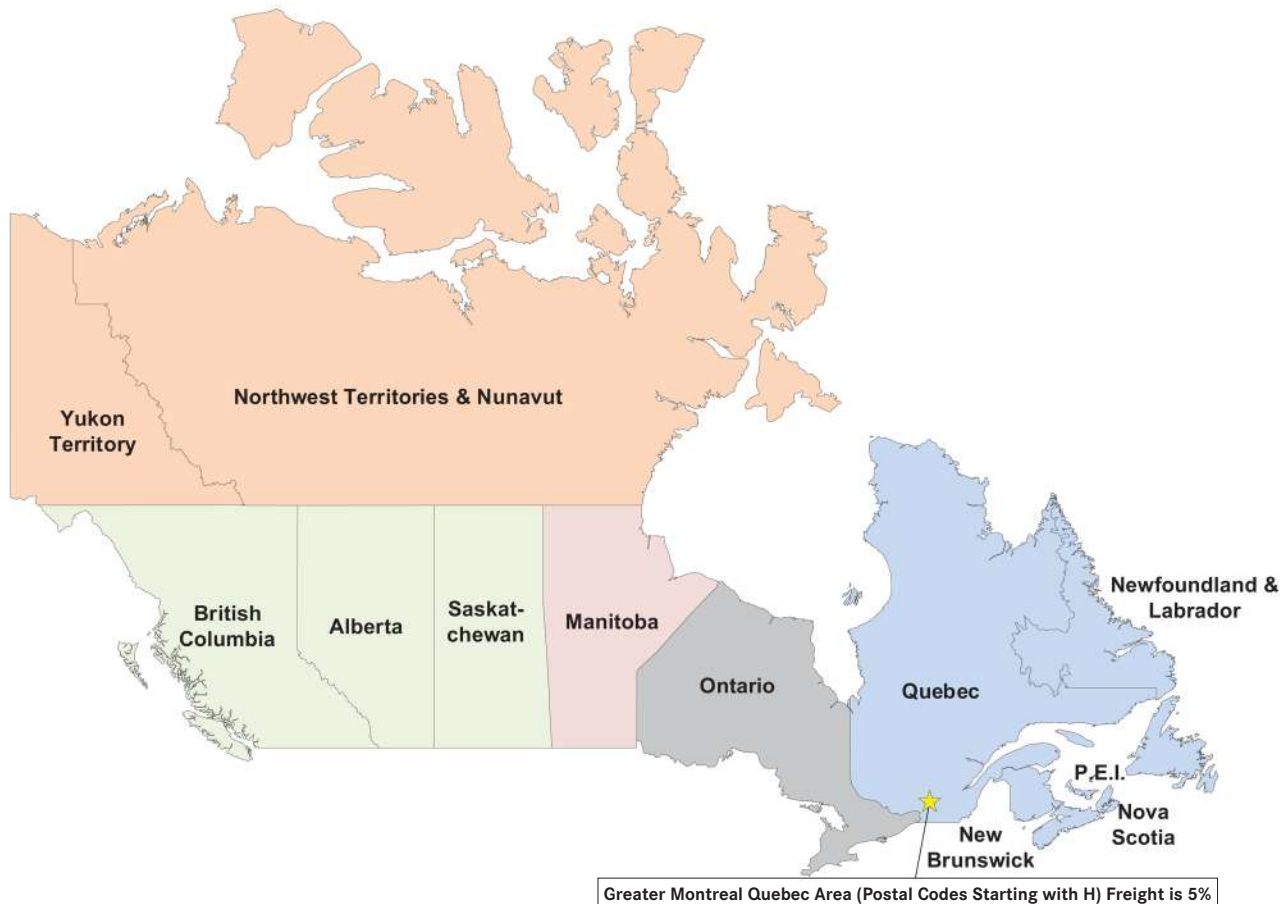 Northwest Territories & Nunavut
Yukon
Territory
British
Columbia
Alberta
Saskat-
chewan
Manitoba
Ontario
Quebec
Newfoundland &
Labrador
P.E.I.
Nova
Scotia
New
Brunswick
Greater Montreal Quebec Area (Postal Codes Starting with H) Freight is 5%